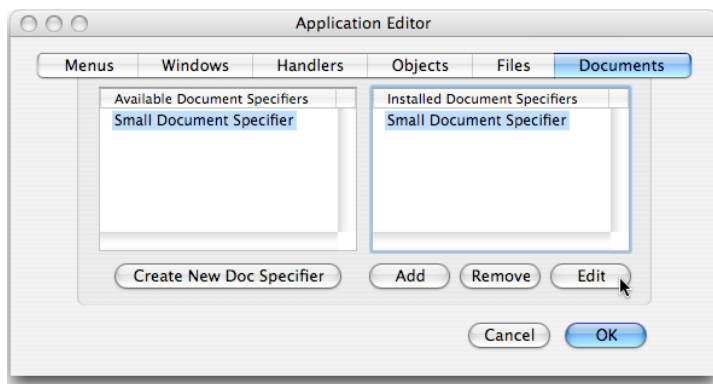 Application Editor
Menus Windows Handlers Objects Files Documents
Available Document Specifiers Installed Document Specifiers
Small Document Specifier Small Document Specifier
Create New Doc Specifier Add Remove Edit
Cancel OK